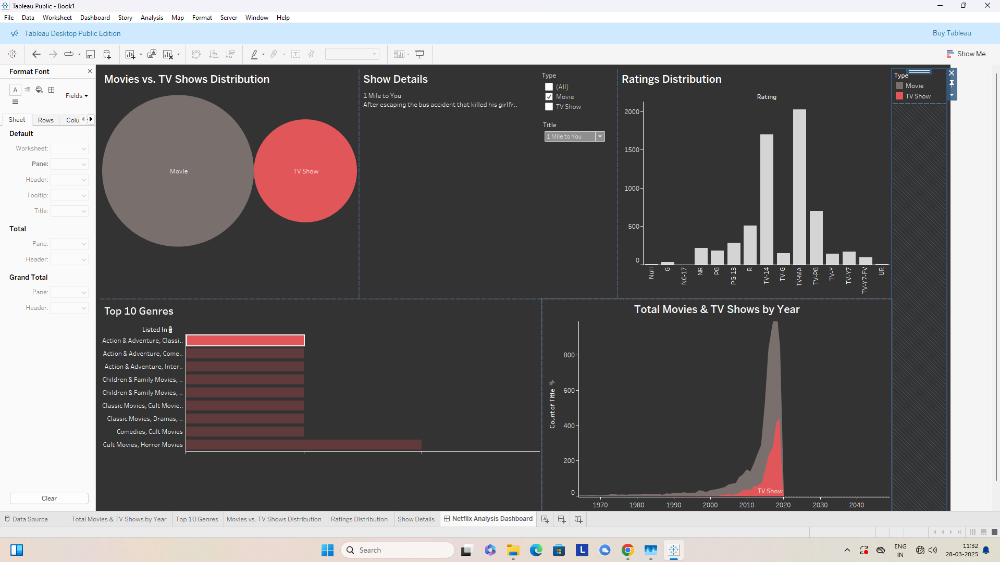 Tableau Public - Book1
File Data Worksheet Dashboard Story Analysis Map Format Server Window Help
Tableau Desktop Public Edition
Buy Tableau
Show Me
Format Font
A
Fields
Sheet Rows Colu
Default
Worksheet:
Pane:
Header:
Tooltip:
Title:
Total
Pane:
Header:
Grand Total
Pane:
Header:
Clear
Movies vs. TV Shows Distribution
Movie
TV Show
Show Details
1 Mile to You
After escaping the bus accident that killed his girlfr..
Type
(All)
Movie
TV Show
Title
1 Mile to You
Ratings Distribution
Rating
2000
1500
1000
500
0
Null
G
NC-17
NR
PG
PG-13
R
TV-14
TV-G
TV-MA
TV-PG
TV-Y
TV-Y7
TV-Y7-FV
UR
Type
Movie
TV Show
Top 10 Genres
Listed In
Action & Adventure, Classi..
Action & Adventure, Come..
Action & Adventure, Inter..
Children & Family Movies, ..
Children & Family Movies, ..
Classic Movies, Cult Movie..
Classic Movies, Dramas, ..
Comedies, Cult Movies
Cult Movies, Horror Movies
Total Movies & TV Shows by Year
Count of Title
800
600
400
200
0
TV Show
1970 1980 1990 2000 2010 2020 2030 2040
Data Source Total Movies & TV Shows by Year Top 10 Genres Movies vs. TV Shows Distribution Ratings Distribution Show Details Netflix Analysis Dashboard
Search
L
ENG
IN
11:32
28-03-2025